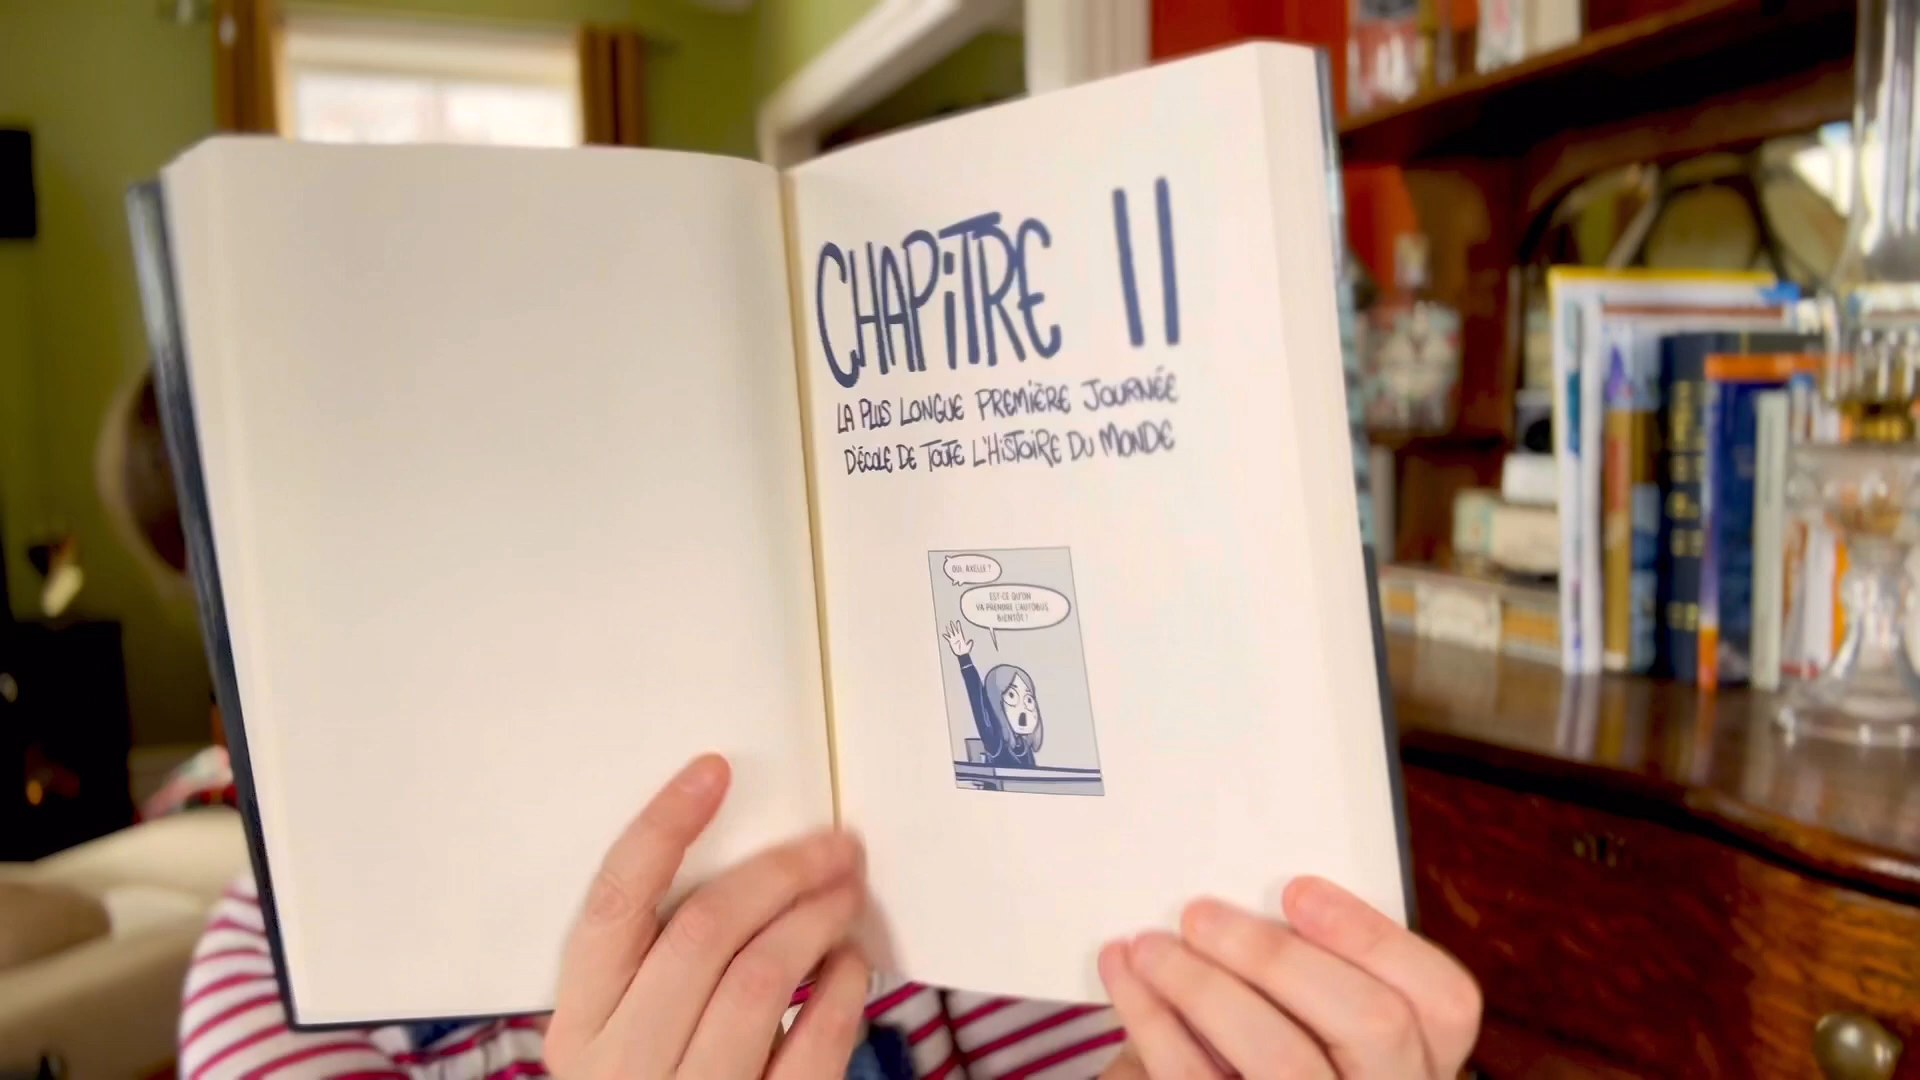 CHAPiTRE 11
LA PLUS LONGUE PREMIÈRE JOURNÉE
D'ÉCOLE DE TOUTE L'HiSTOiRE DU MONDE
OUI, AXELLE ?
EST-CE QU'ON
VA PRENDRE L'AUTOBUS
BIENTÔT ?